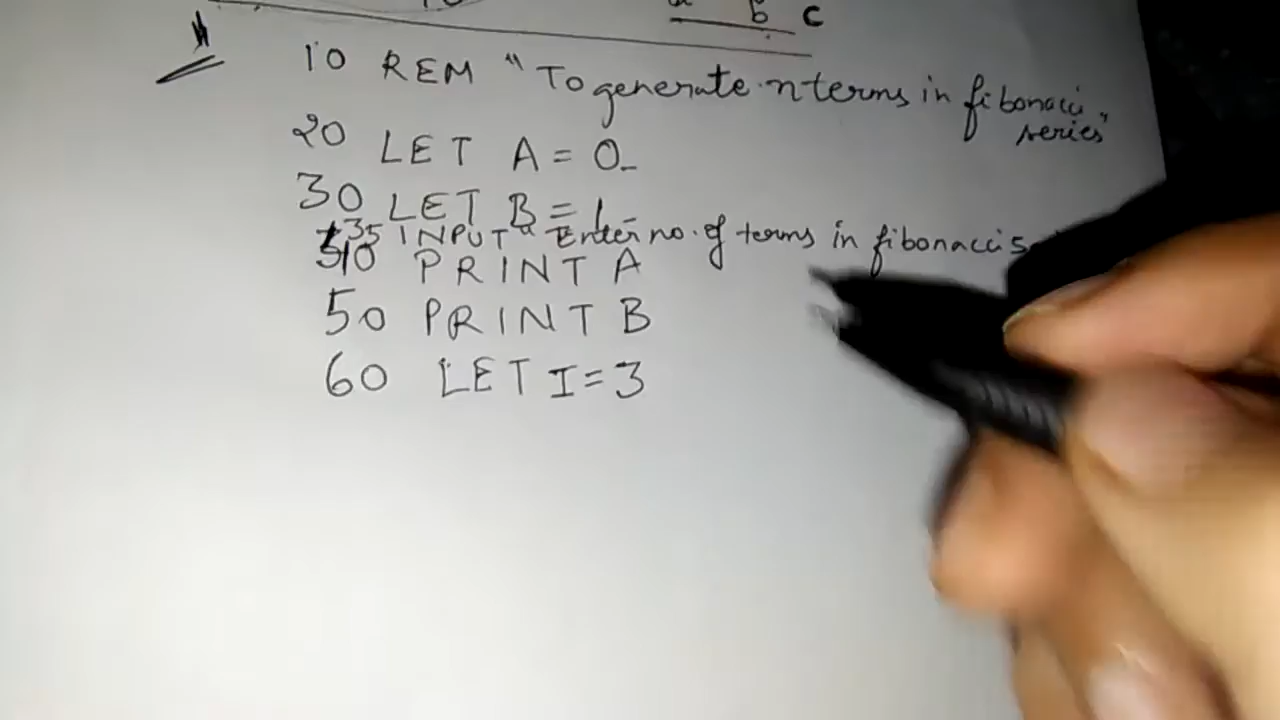 b c
10 REM "To generate n terms in fibonacci
series"
20 LET A = 0
30 LET B = 1
35 INPUT "Enter no. of terms in fibonacci
40 PRINT A
50 PRINT B
60 LET I = 3